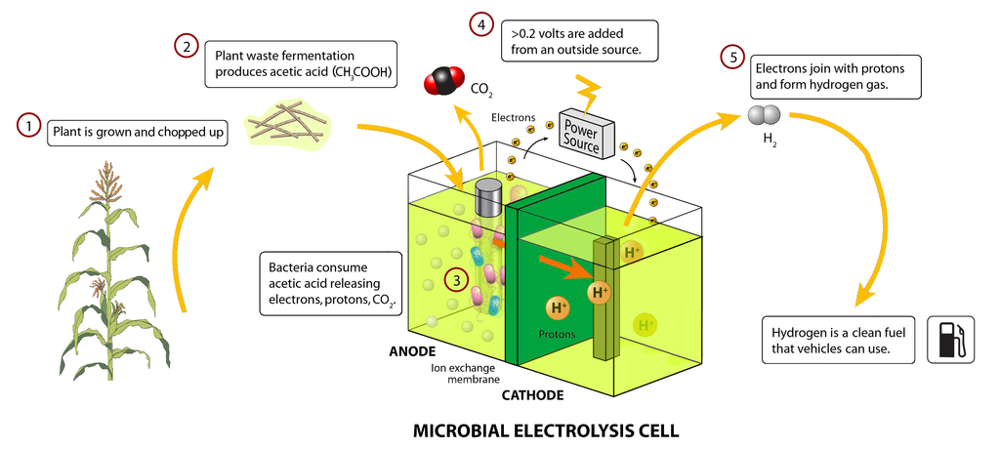 1
Plant is grown and chopped up
2
Plant waste fermentation
produces acetic acid (CH3COOH)
CO2
4
>0.2 volts are added
from an outside source.
Electrons
Power
Source
e-
e-
e-
e-
e-
e-
e-
e-
e-
e-
e-
5
Electrons join with protons
and form hydrogen gas.
H2
Bacteria consume
acetic acid releasing
electrons, protons, CO2.
3
H+
H+
H+
H+
Protons
ANODE
Ion exchange
membrane
CATHODE
Hydrogen is a clean fuel
that vehicles can use.
MICROBIAL ELECTROLYSIS CELL